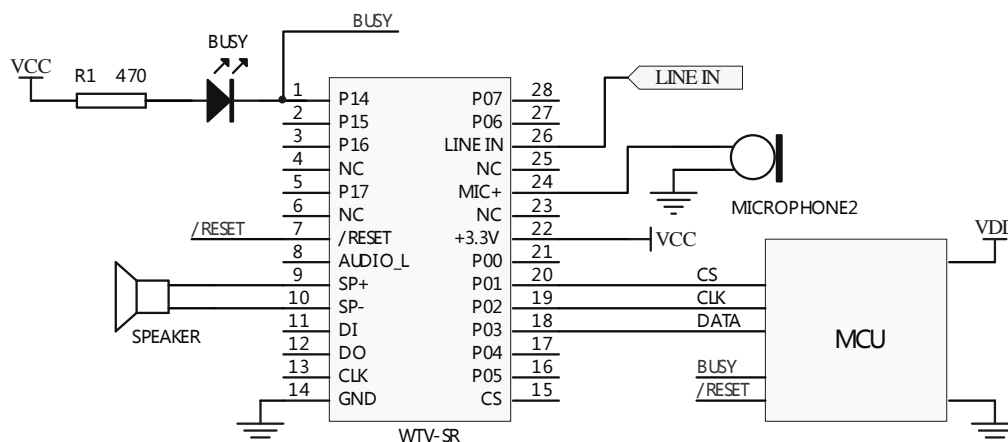 BUSY
BUSY
VCC
R1 470
LINE IN
1 P14 P07 28
2 P15 P06 27
3 P16 LINE IN 26
4 NC NC 25
5 P17 MIC+ 24
6 NC NC 23
MICROPHONE2
/RESET 7 /RESET +3.3V 22 VCC
VDD
8 AUDIO_L P00 21
9 SP+ P01 20 CS
10 SP- P02 19 CLK
SPEAKER 11 DI P03 18 DATA
MCU
12 DO P04 17
13 CLK P05 16 BUSY
14 GND CS 15 /RESET
WTV-SR